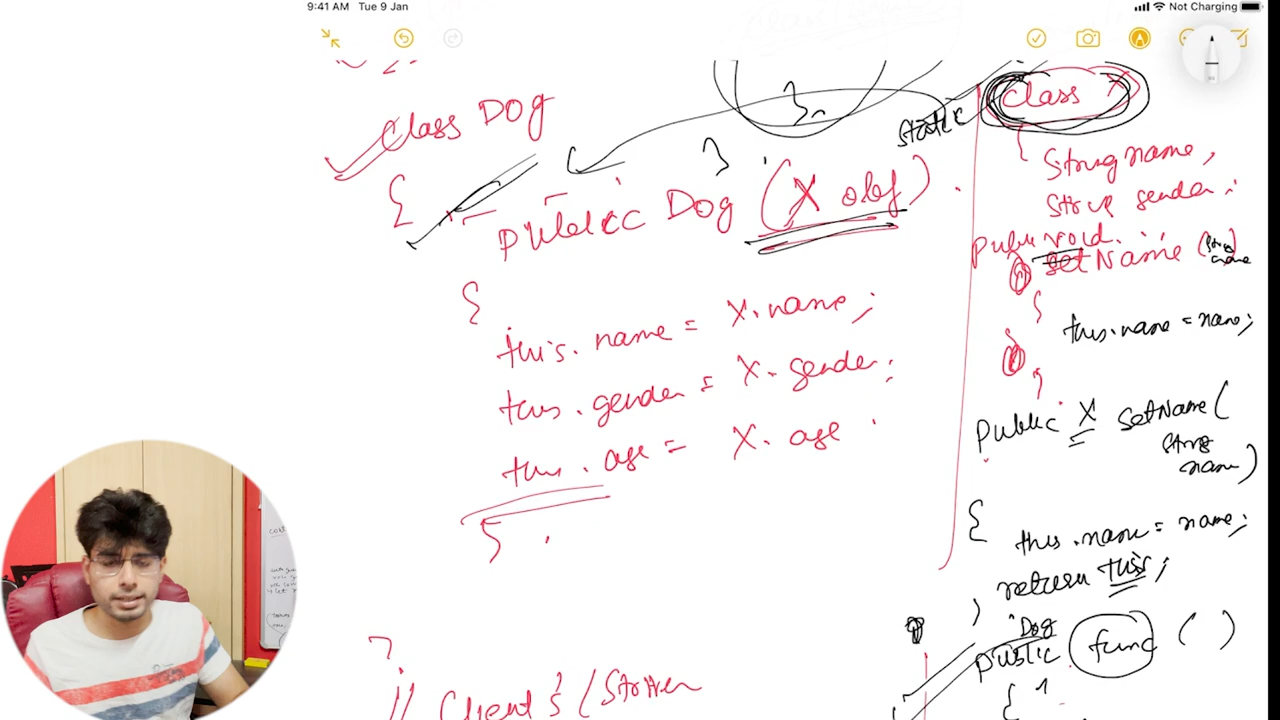 9:41 AM Tue 9 Jan
Not Charging
Class Dog
{
Public Dog (X obj)
{
this.name = X.name;
this.gender = X.gender;
this.age = X.age
}
// Client's
static
Class X
{
String name,
String gender;
Public void
setName (String name)
{
this.name = name;
}
Public X setName(
String
name)
{
this.name = name;
return this;
}
Dog
public func ( )
{